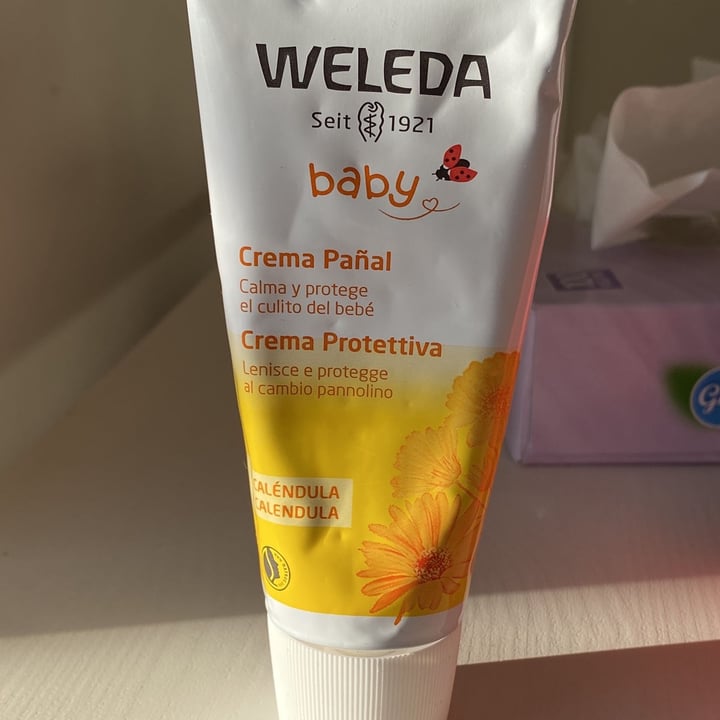 WELEDA
Seit 1921
baby
Crema Pañal
Calma y protege
el culito del bebé
Crema Protettiva
Lenisce e protegge
al cambio pannolino
CALÉNDULA
CALENDULA